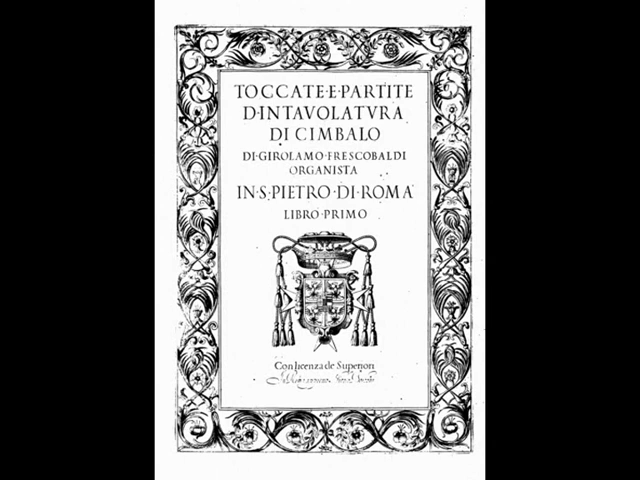 TOCCATE·E·PARTITE
D·INTAVOLATVRA
DI CIMBALO
DI·GIROLAMO·FRESCOBALDI
ORGANISTA
IN·S·PIETRO·DI·ROMA
LIBRO·PRIMO
Con licenza de Superiori